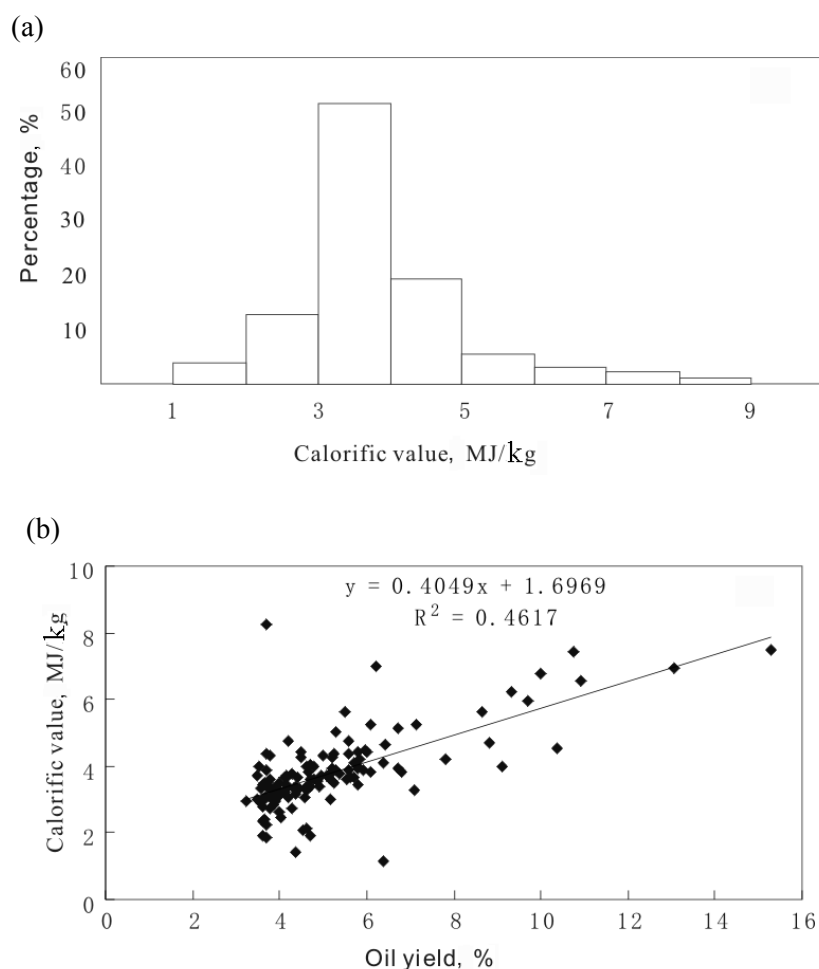 (a)
60
50
40
30
20
10
Percentage, %
1 3 5 7 9
Calorific value, MJ/kg
(b)
y = 0.4049x + 1.6969
R² = 0.4617
10
8
6
4
2
0
Calorific value, MJ/kg
0 2 4 6 8 10 12 14 16
Oil yield, %